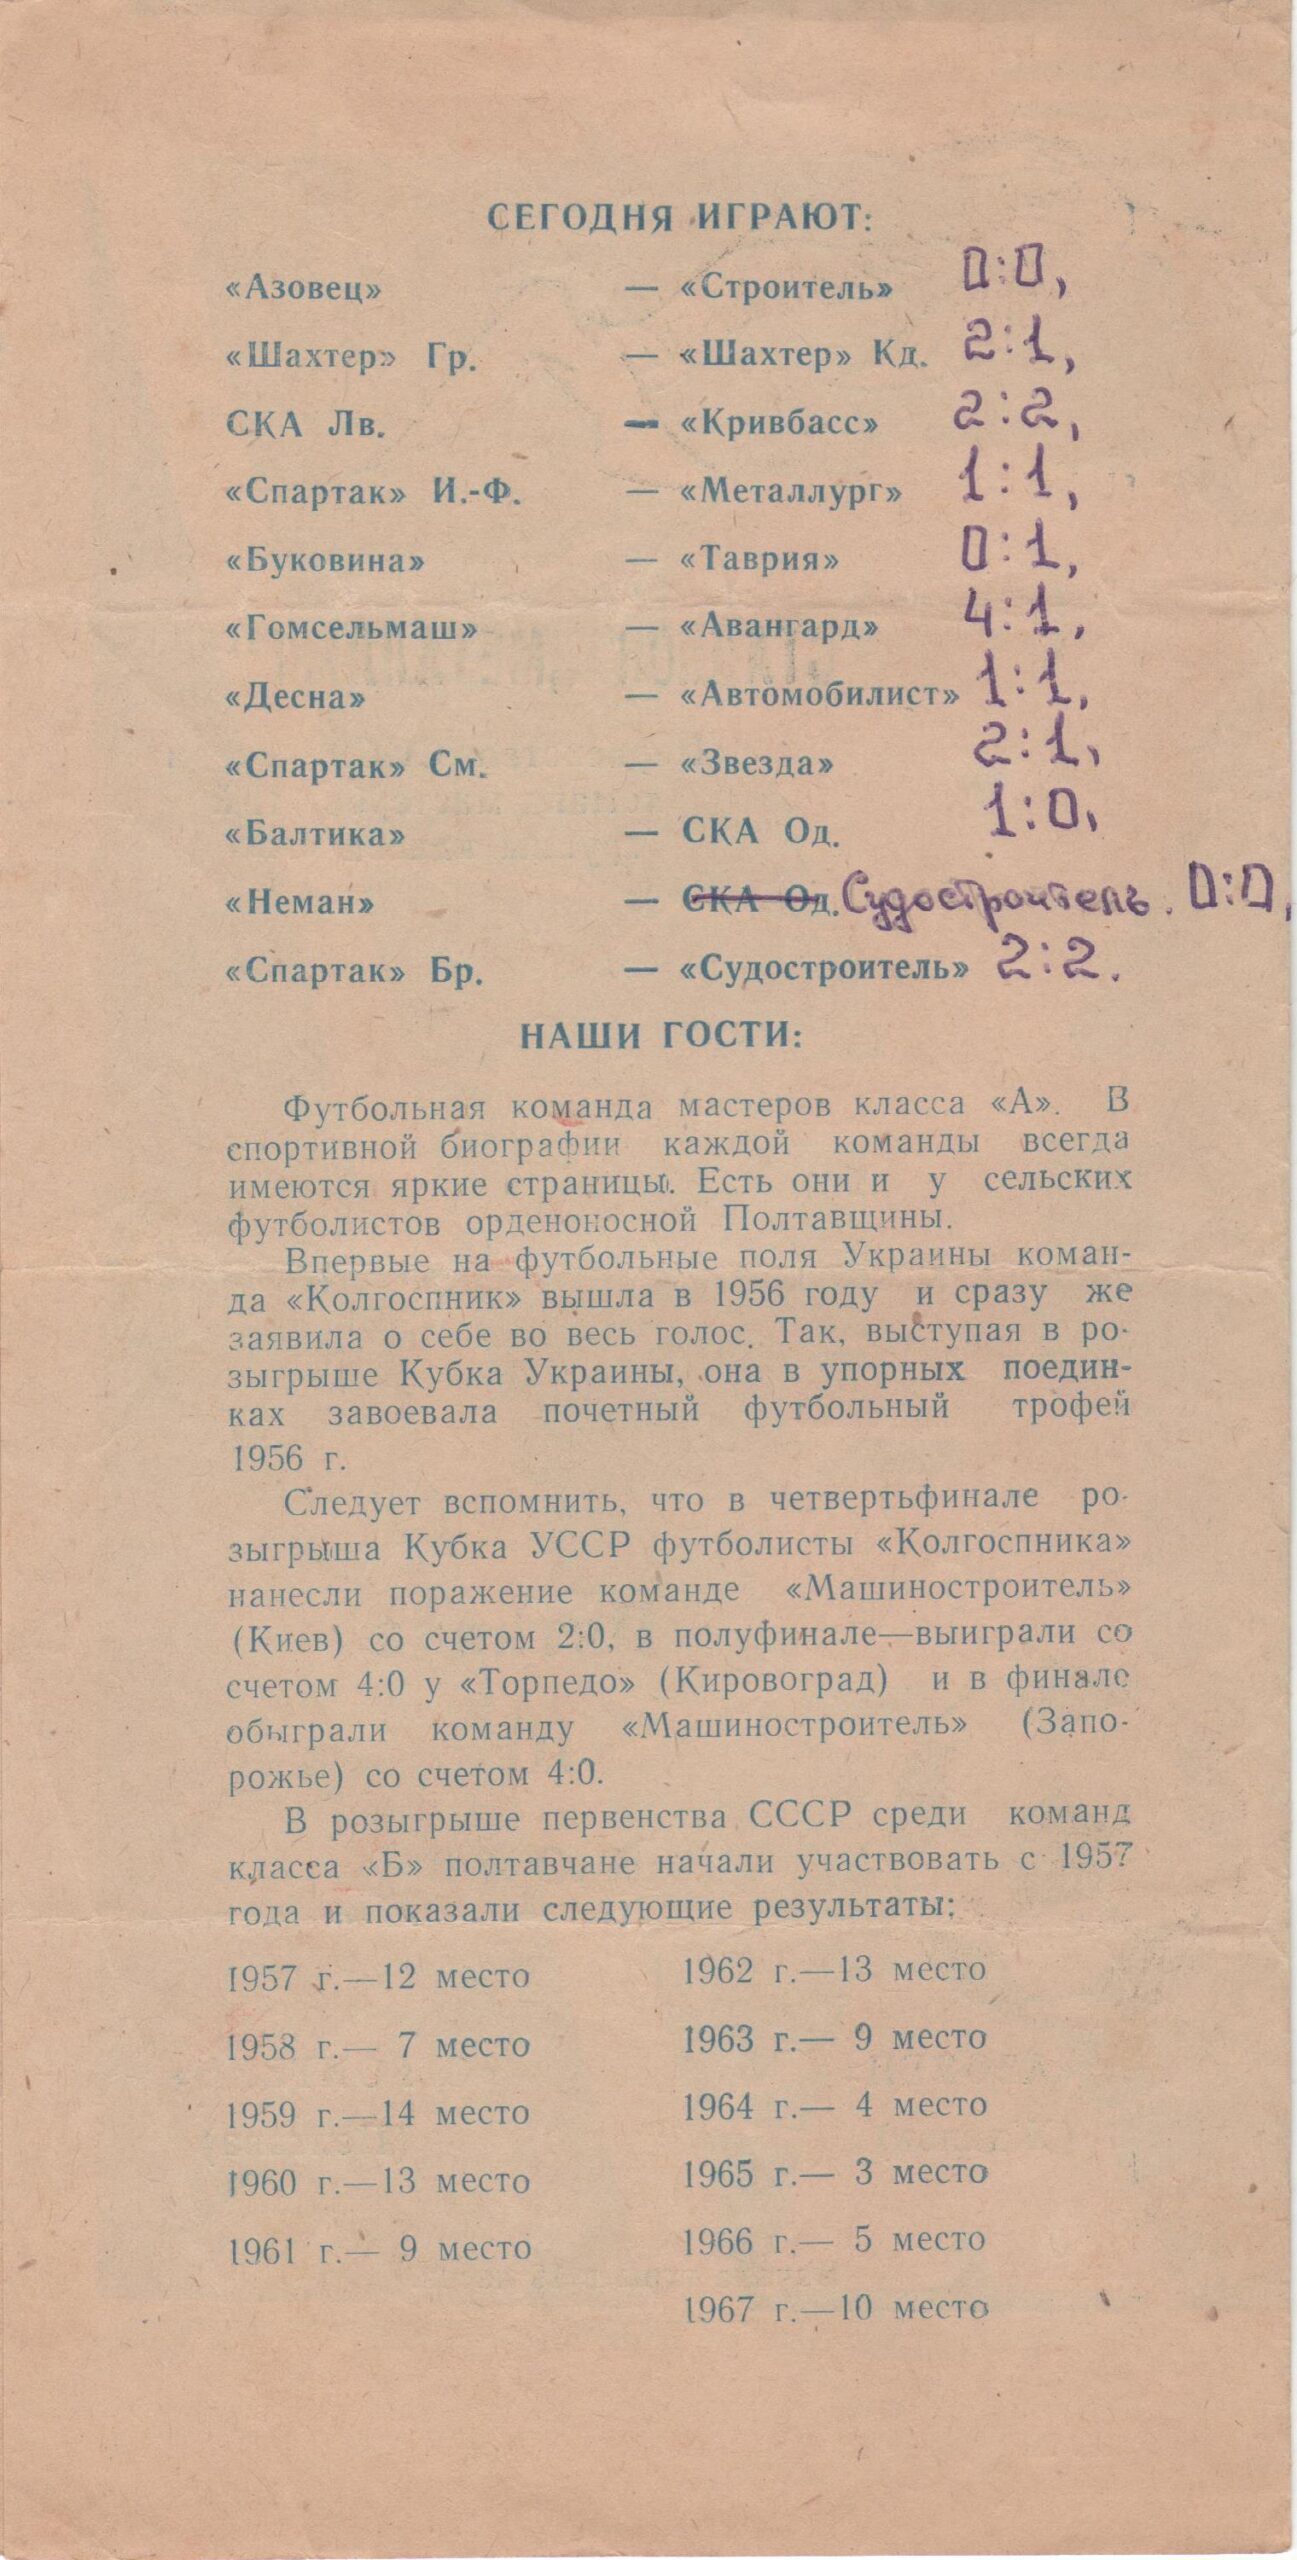 СЕГОДНЯ ИГРАЮТ:
«Азовец» — «Строитель» 0:0,
«Шахтер» Гр. — «Шахтер» Кд. 2:1,
СКА Лв. — «Кривбасс» 2:2,
«Спартак» И.-Ф. — «Металлург» 1:1,
«Буковина» — «Таврия» 0:1,
«Гомсельмаш» — «Авангард» 4:1,
«Десна» — «Автомобилист» 1:1,
«Спартак» См. — «Звезда» 2:1,
«Балтика» — СКА Од. 1:0,
«Неман» — СКА Од. Судостроитель. 0:0,
«Спартак» Бр. — «Судостроитель» 2:2.
НАШИ ГОСТИ:
Футбольная команда мастеров класса «А». В
спортивной биографии каждой команды всегда
имеются яркие страницы. Есть они и у сельских
футболистов орденоносной Полтавщины.
Впервые на футбольные поля Украины коман-
да «Колгоспник» вышла в 1956 году и сразу же
заявила о себе во весь голос. Так, выступая в ро-
зыгрыше Кубка Украины, она в упорных поедин-
ках завоевала почетный футбольный трофей
1956 г.
Следует вспомнить, что в четвертьфинале ро-
зыгрыша Кубка УССР футболисты «Колгоспника»
нанесли поражение команде «Машиностроитель»
(Киев) со счетом 2:0, в полуфинале—выиграли со
счетом 4:0 у «Торпедо» (Кировоград) и в финале
обыграли команду «Машиностроитель» (Запо-
рожье) со счетом 4:0.
В розыгрыше первенства СССР среди команд
класса «Б» полтавчане начали участвовать с 1957
года и показали следующие результаты:
1957 г.—12 место 1962 г.—13 место
1958 г.— 7 место 1963 г.— 9 место
1959 г.—14 место 1964 г.— 4 место
1960 г.—13 место 1965 г.— 3 место
1961 г.— 9 место 1966 г.— 5 место
1967 г.—10 место